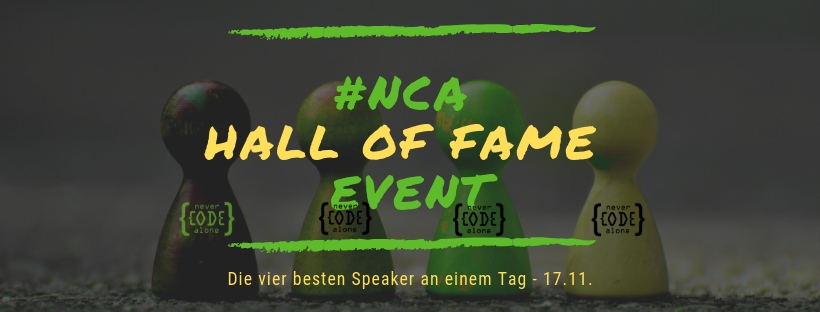 #NCA
HALL OF FAME
EVENT
never
{CODE}
alone
never
{CODE}
alone
never
{CODE}
alone
never
{CODE}
alone
Die vier besten Speaker an einem Tag - 17.11.